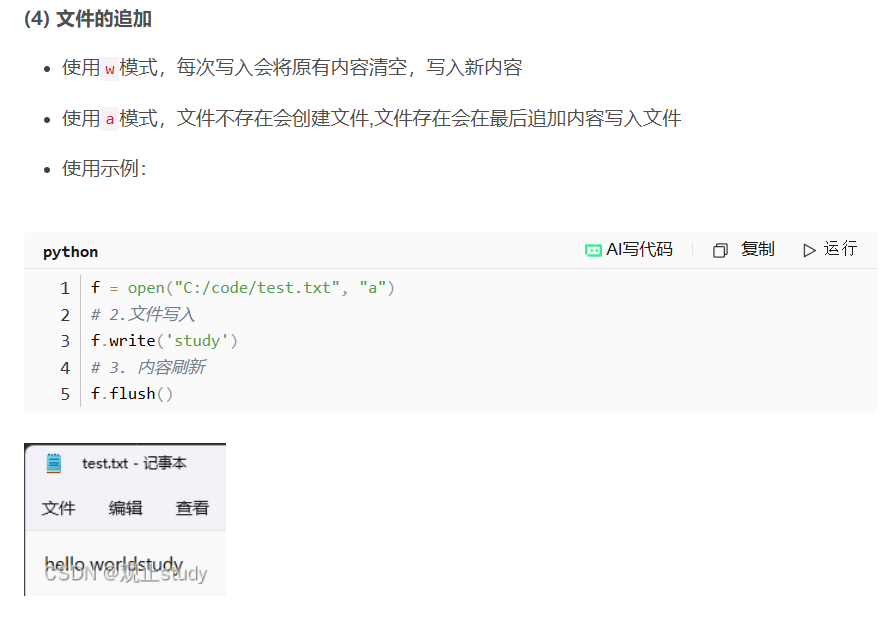 (4) 文件的追加
使用w模式，每次写入会将原有内容清空，写入新内容
使用a模式，文件不存在会创建文件,文件存在会在最后追加内容写入文件
使用示例：
python
AI写代码
复制
运行
1 f = open("C:/code/test.txt", "a")
2 # 2.文件写入
3 f.write('study')
4 # 3. 内容刷新
5 f.flush()
test.txt - 记事本
文件 编辑 查看
hello worldstudy
CSDN @观止study